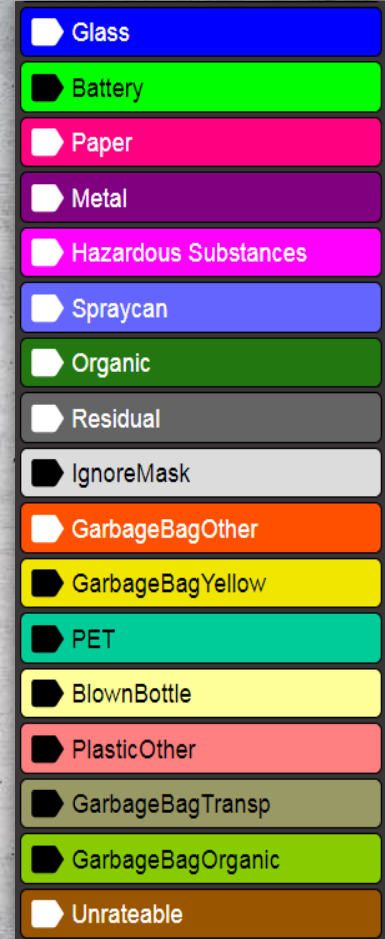 Glass
Battery
Paper
Metal
Hazardous Substances
Spraycan
Organic
Residual
IgnoreMask
GarbageBagOther
GarbageBagYellow
PET
BlownBottle
PlasticOther
GarbageBagTransp
GarbageBagOrganic
Unrateable